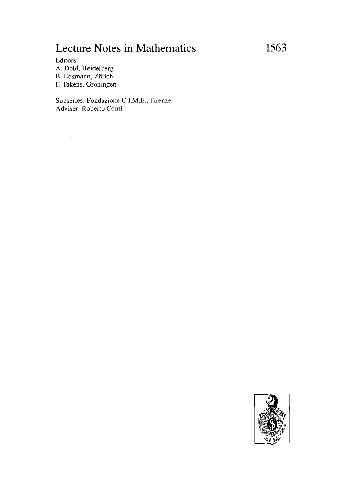 Lecture Notes in Mathematics 1563
Editors:
A. Dold, Heidelberg
B. Eckmann, Zürich
F. Takens, Groningen
Subseries: Fondazione C.I.M.E., Firenze
Adviser: Roberto Conti